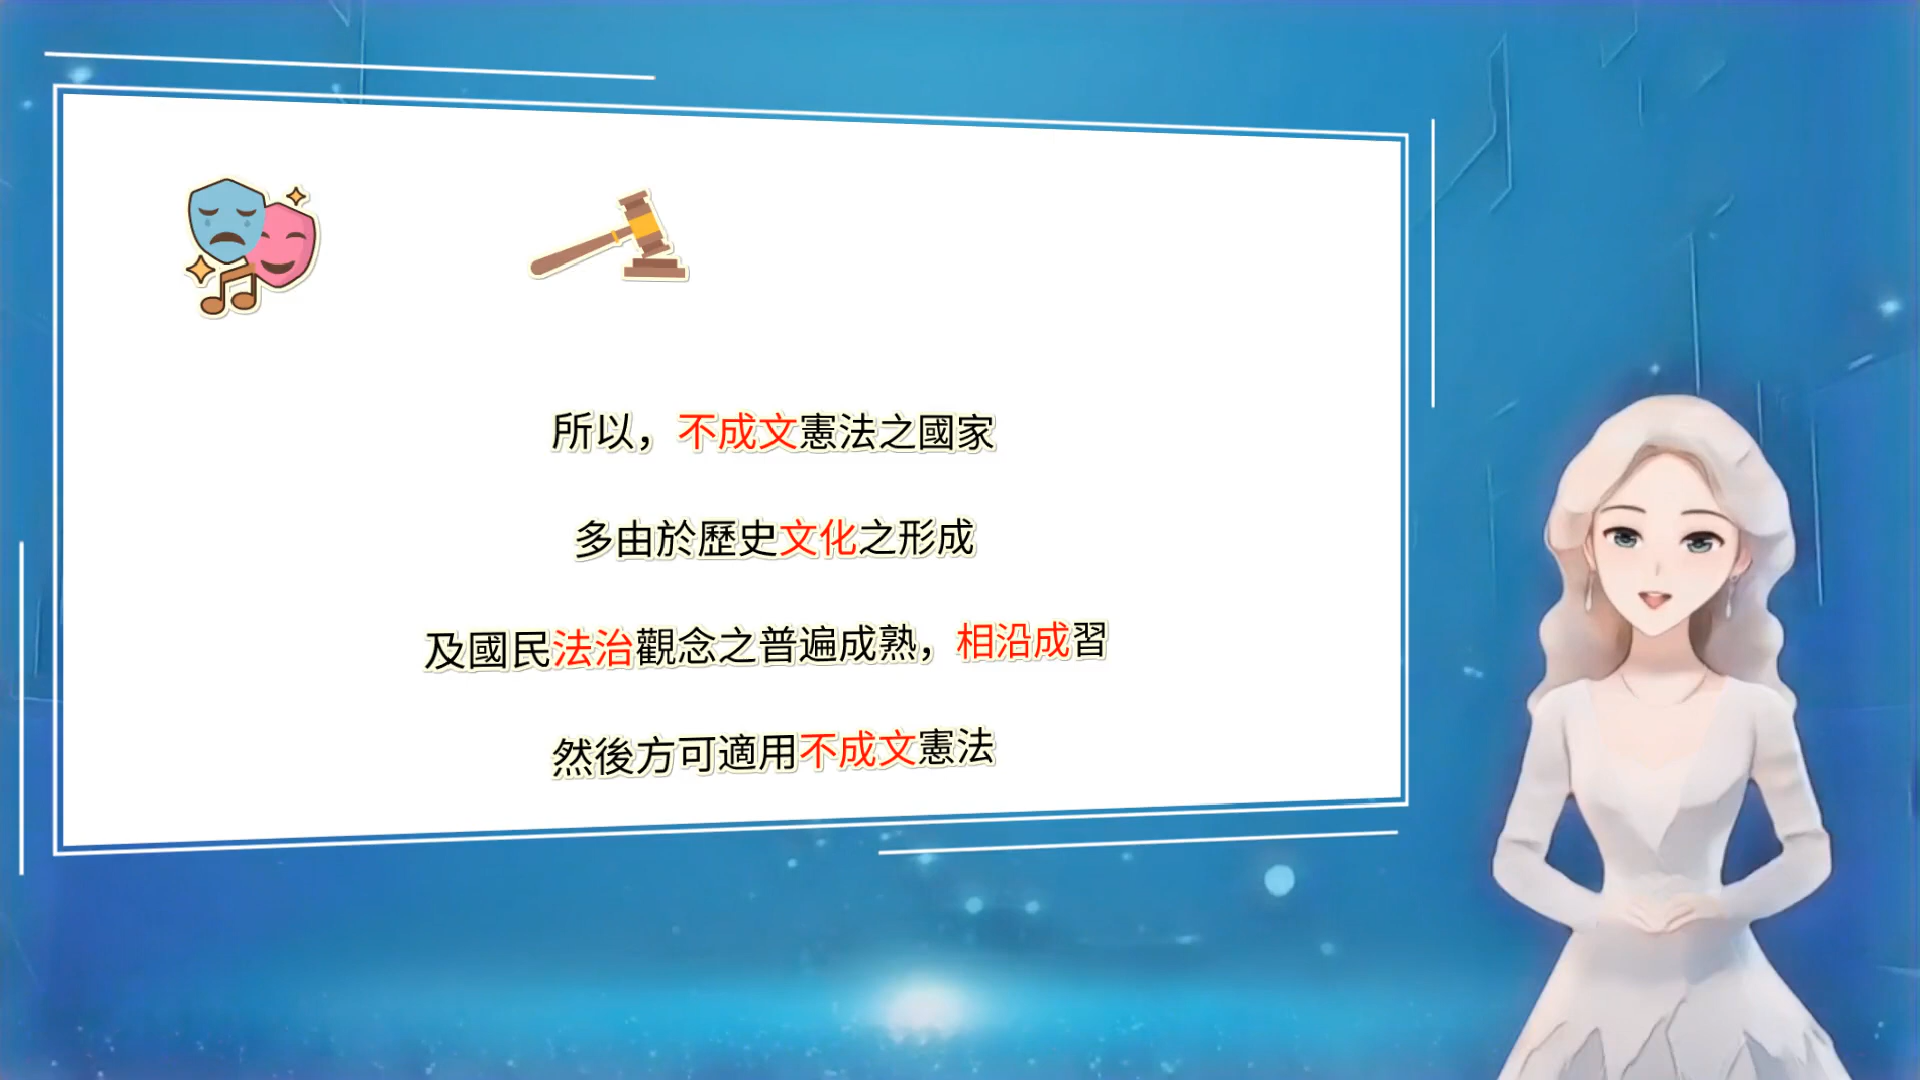 所以，不成文憲法之國家
多由於歷史文化之形成
及國民法治觀念之普遍成熟，相沿成習
然後方可適用不成文憲法